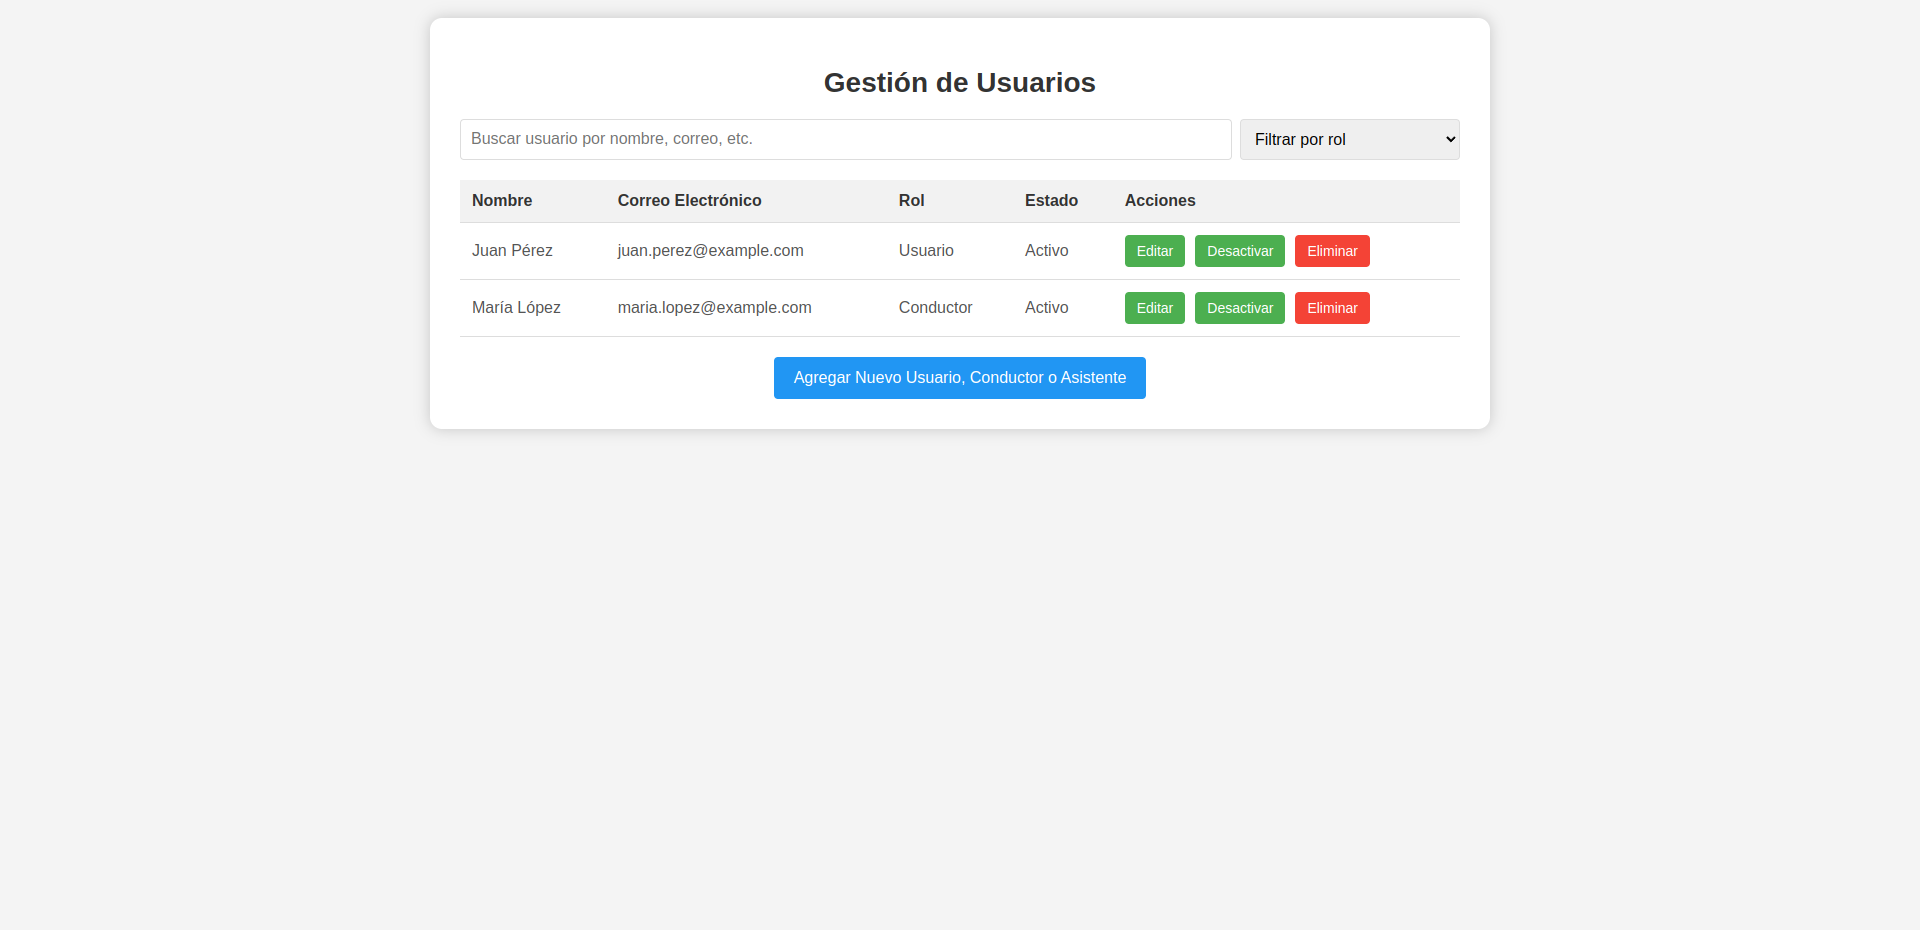 Gestión de Usuarios
Buscar usuario por nombre, correo, etc.
Filtrar por rol
Nombre Correo Electrónico Rol Estado Acciones
Juan Pérez juan.perez@example.com Usuario Activo Editar Desactivar Eliminar
María López maria.lopez@example.com Conductor Activo Editar Desactivar Eliminar
Agregar Nuevo Usuario, Conductor o Asistente